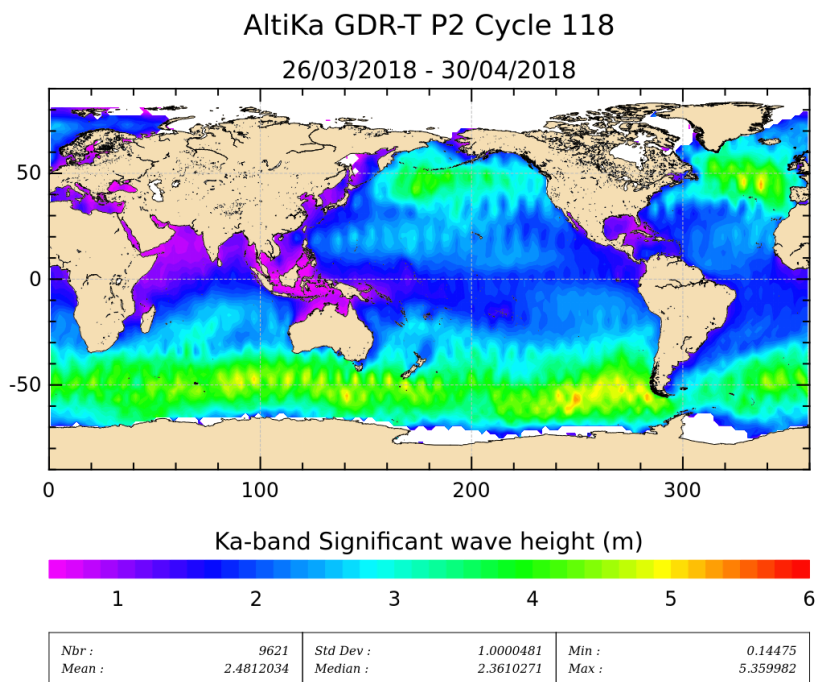 AltiKa GDR-T P2 Cycle 118
26/03/2018 - 30/04/2018
50
0
-50
0 100 200 300
Ka-band Significant wave height (m)
1 2 3 4 5 6
Nbr : 9621 Std Dev : 1.0000481 Min : 0.14475
Mean : 2.4812034 Median : 2.3610271 Max : 5.359982